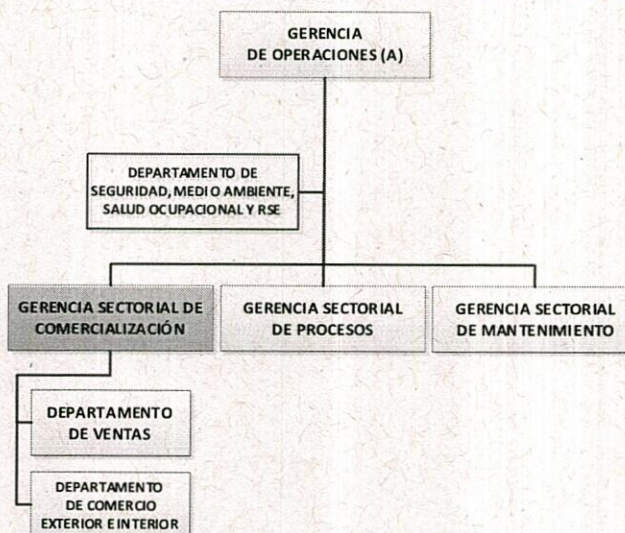 GERENCIA
DE OPERACIONES (A)
DEPARTAMENTO DE
SEGURIDAD, MEDIO AMBIENTE,
SALUD OCUPACIONAL Y RSE
GERENCIA SECTORIAL DE
COMERCIALIZACIÓN
GERENCIA SECTORIAL
DE PROCESOS
GERENCIA SECTORIAL
DE MANTENIMIENTO
DEPARTAMENTO
DE VENTAS
DEPARTAMENTO
DE COMERCIO
EXTERIOR E INTERIOR